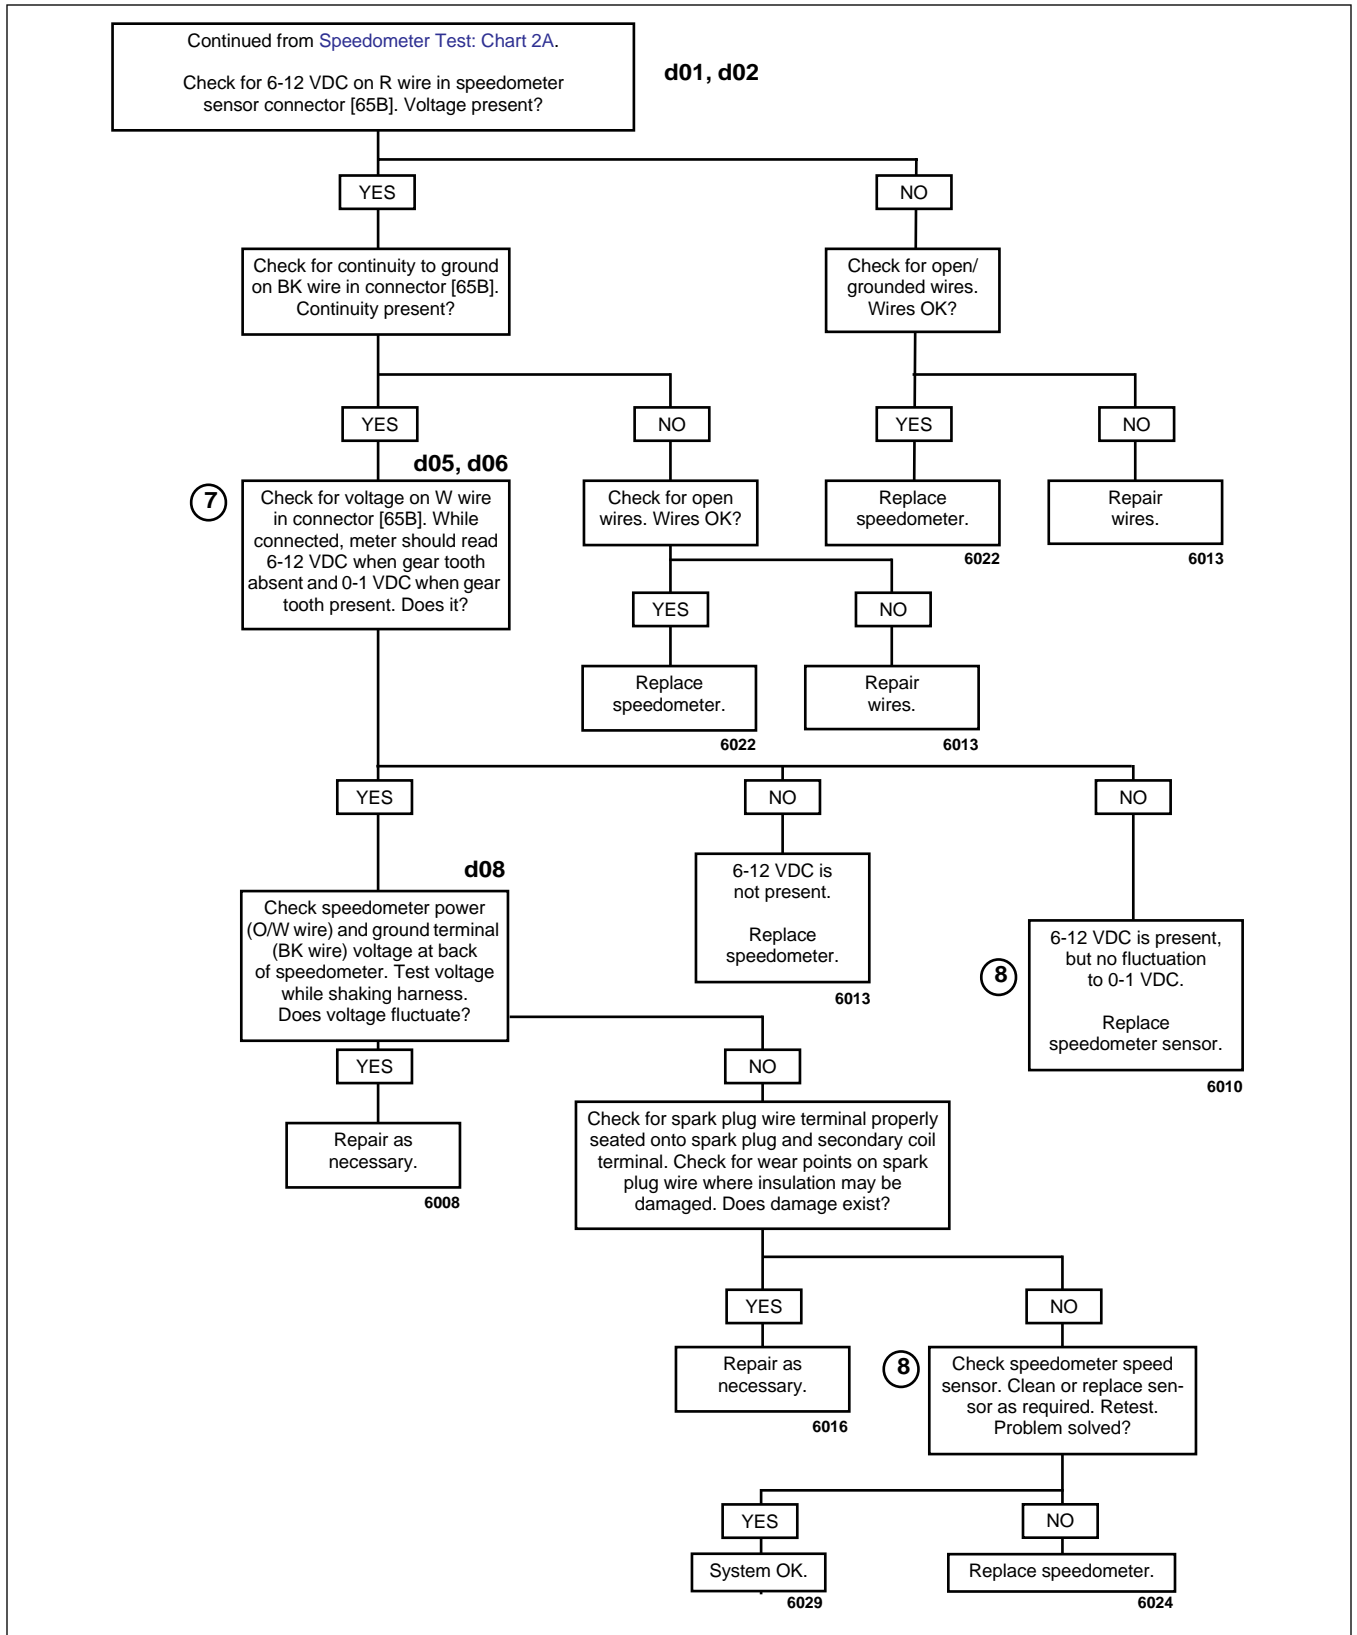 Continued from Speedometer Test: Chart 2A.
Check for 6-12 VDC on R wire in speedometer
sensor connector [65B]. Voltage present?
d01, d02
YES
NO
Check for continuity to ground
on BK wire in connector [65B].
Continuity present?
Check for open/
grounded wires.
Wires OK?
YES
NO
YES
NO
d05, d06
7
Check for voltage on W wire
in connector [65B]. While
connected, meter should read
6-12 VDC when gear tooth
absent and 0-1 VDC when gear
tooth present. Does it?
Check for open
wires. Wires OK?
Replace
speedometer.
6022
Repair
wires.
6013
YES
NO
Replace
speedometer.
6022
Repair
wires.
6013
YES
NO
NO
d08
Check speedometer power
(O/W wire) and ground terminal
(BK wire) voltage at back
of speedometer. Test voltage
while shaking harness.
Does voltage fluctuate?
6-12 VDC is
not present.
Replace
speedometer.
6013
8
6-12 VDC is present,
but no fluctuation
to 0-1 VDC.
Replace
speedometer sensor.
6010
YES
NO
Repair as
necessary.
6008
Check for spark plug wire terminal properly
seated onto spark plug and secondary coil
terminal. Check for wear points on spark
plug wire where insulation may be
damaged. Does damage exist?
YES
NO
Repair as
necessary.
6016
8
Check speedometer speed
sensor. Clean or replace sen-
sor as required. Retest.
Problem solved?
YES
NO
System OK.
6029
Replace speedometer.
6024